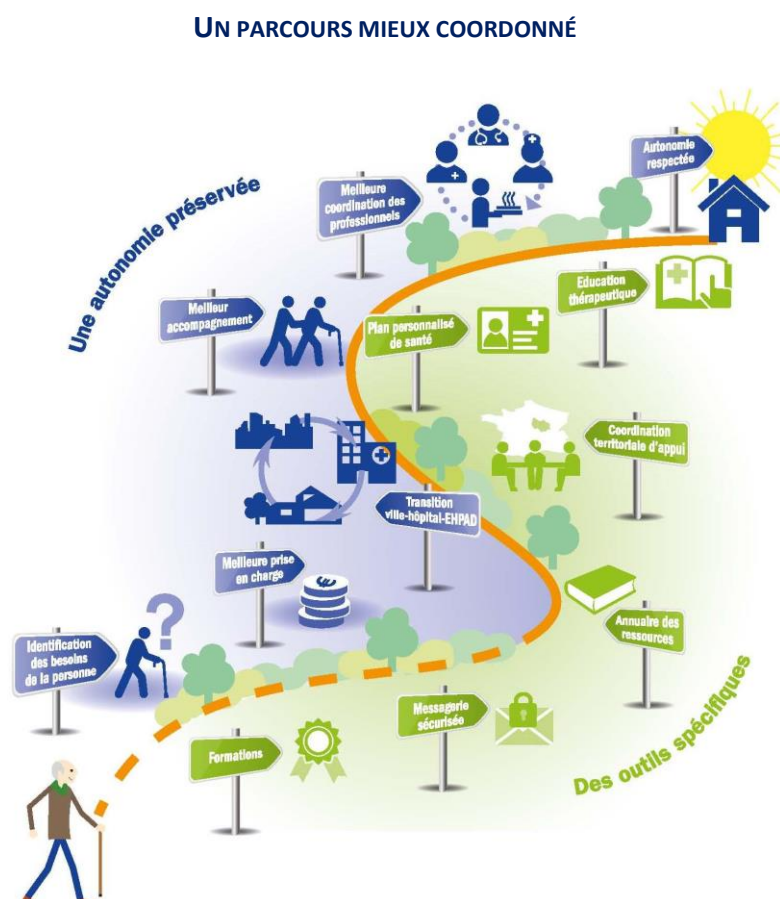 UN PARCOURS MIEUX COORDONNÉ
Autonomie
respectée
Meilleure
coordination des
professionnels
Une autonomie préservée
Education
thérapeutique
Meilleur
accompagnement
Plan personnalisé
de santé
Coordination
territoriale d'appui
Transition
ville-hôpital-EHPAD
Meilleure prise
en charge
Annuaire des
ressources
Identification
des besoins
de la personne
Messagerie
sécurisée
Formations
Des outils spécifiques